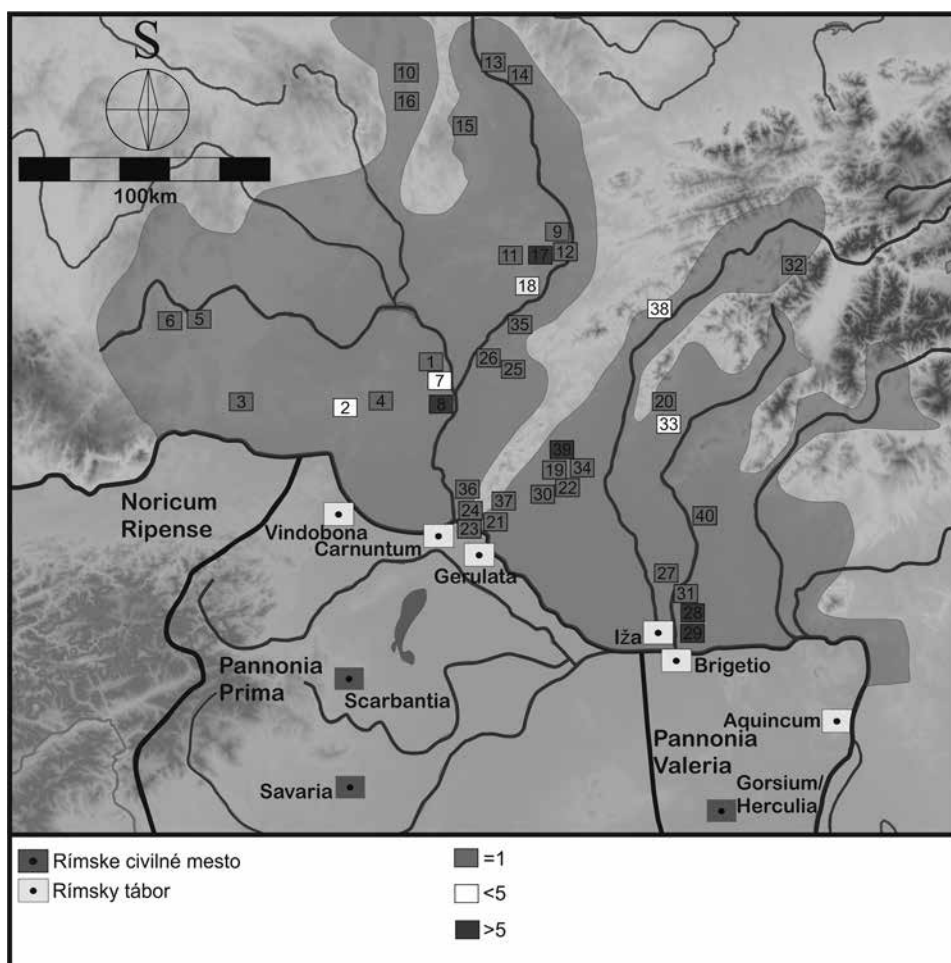 S
100km
10
16
13
14
15
9
11
17
12
18
35
32
38
6
5
26
25
1
7
8
3
2
4
20
33
39
19
34
22
30
36
37
24
21
23
40
27
31
28
29
Noricum
Ripense
Vindobona
Carnuntum
Gerulata
Iža
Brigetio
Pannonia
Prima
Scarbantia
Savaria
Aquincum
Pannonia
Valeria
Gorsium/
Herculia
Rímske civilné mesto
Rímsky tábor
=1
<5
>5